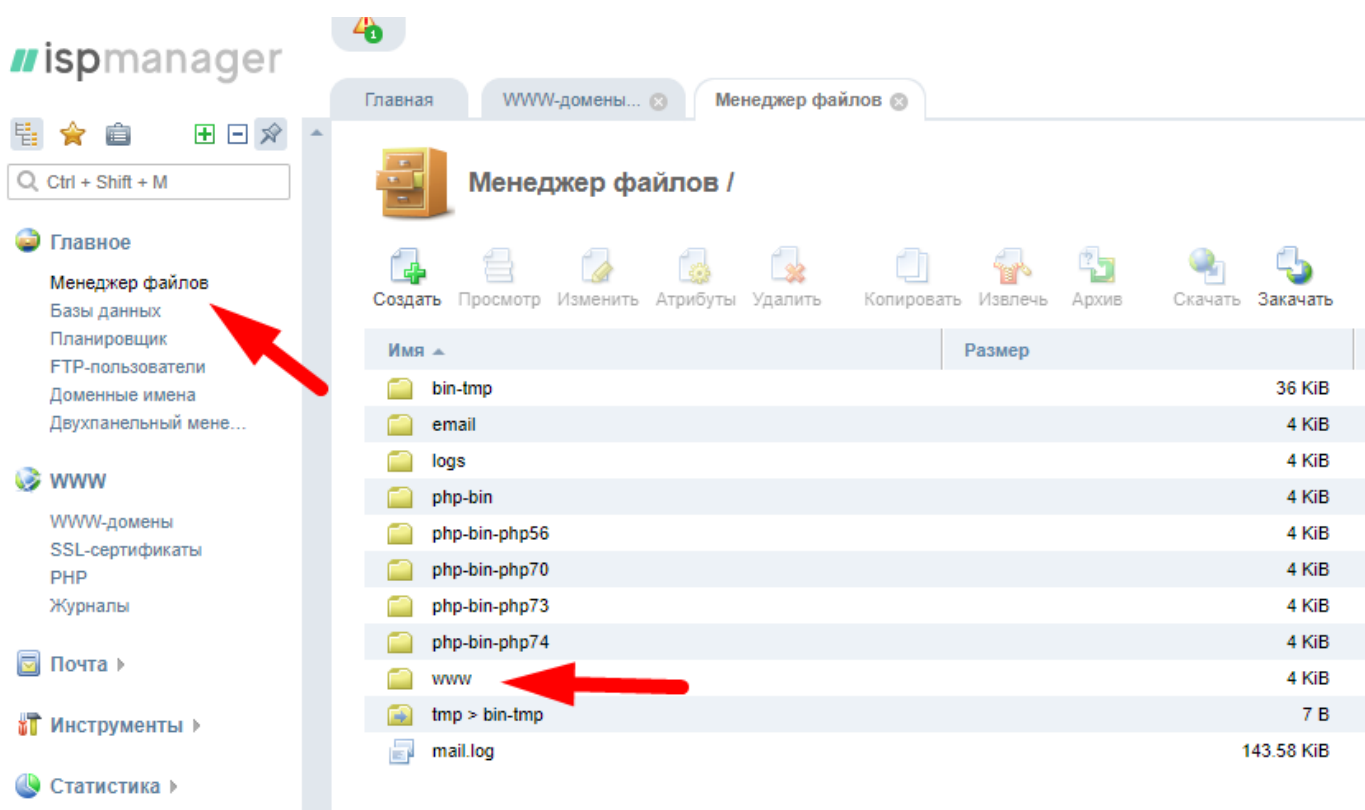 1
ispmanager
Главная
WWW-домены...
Менеджер файлов
Ctrl + Shift + M
Менеджер файлов /
Главное
Менеджер файлов
Базы данных
Планировщик
FTP-пользователи
Доменные имена
Двухпанельный мене...
WWW
WWW-домены
SSL-сертификаты
PHP
Журналы
Почта
Инструменты
Статистика
Создать Просмотр Изменить Атрибуты Удалить Копировать Извлечь Архив Скачать Закачать
Имя Размер
bin-tmp 36 KiB
email 4 KiB
logs 4 KiB
php-bin 4 KiB
php-bin-php56 4 KiB
php-bin-php70 4 KiB
php-bin-php73 4 KiB
php-bin-php74 4 KiB
www 4 KiB
tmp > bin-tmp 7 B
mail.log 143.58 KiB